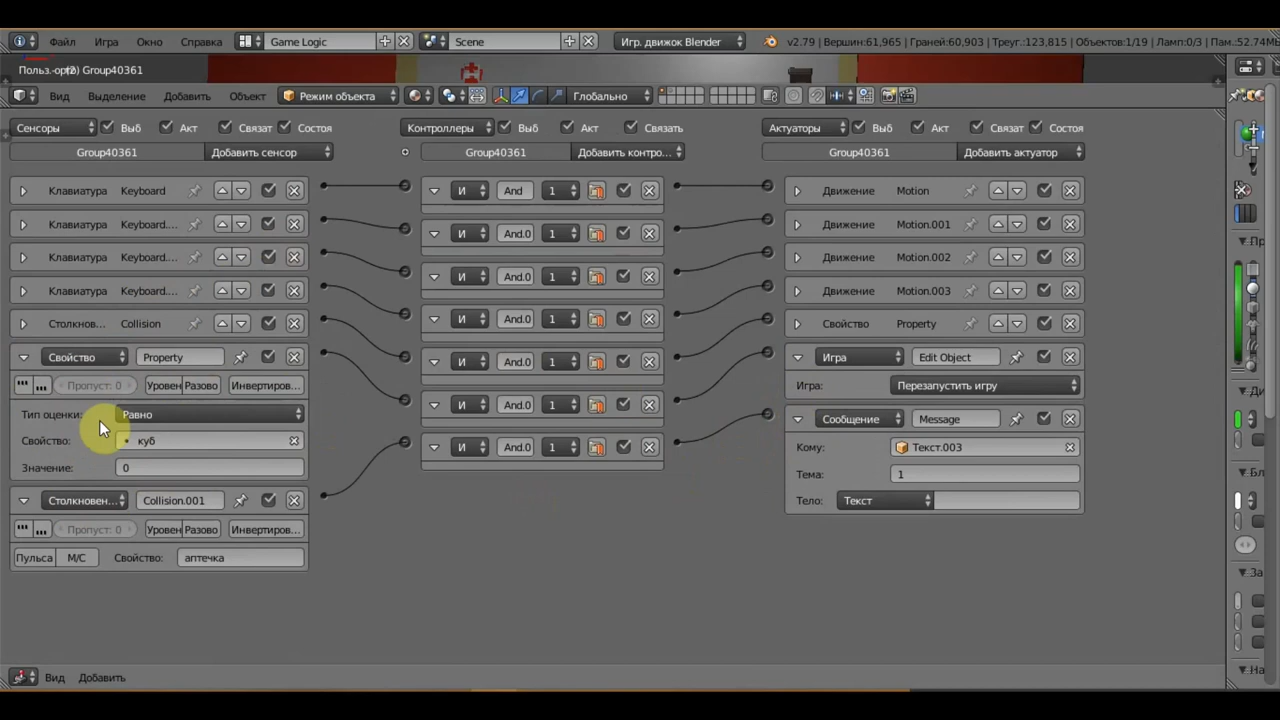 Файл Игра Окно Справка Game Logic Scene Игр. движок Blender v2.79 | Вершин:61,965 | Граней:60,903 | Треуг.:123,815 | Объектов:1/19 | Ламп:0/3 | Пам.:52.74МБ
Group40361
Вид Выделение Добавить Объект Режим объекта Глобально
Сенсоры Выб Акт Связат Состоя Контроллеры Выб Акт Связать Актуаторы Выб Акт Связат Состоя
Group40361 Добавить сенсор Group40361 Добавить контро... Group40361 Добавить актуатор
Клавиатура Keyboard И And 1 Движение Motion
Клавиатура Keyboard.... И And.0 1 Движение Motion.001
Клавиатура Keyboard.... И And.0 1 Движение Motion.002
Клавиатура Keyboard.... И And.0 1 Движение Motion.003
Столкнов... Collision И And.0 1 Свойство Property
Свойство Property И And.0 1 Игра Edit Object
Пропуст: 0 Уровен Разово Инвертиров... Игра: Перезапустить игру
Тип оценки: Равно И And.0 1 Сообщение Message
Свойство: куб Кому: Текст.003
Значение: 0 Тема: 1
Столкновен... Collision.001 Тело: Текст
Пропуст: 0 Уровен Разово Инвертиров...
Пульса М/С Свойство: аптечка
Вид Добавить